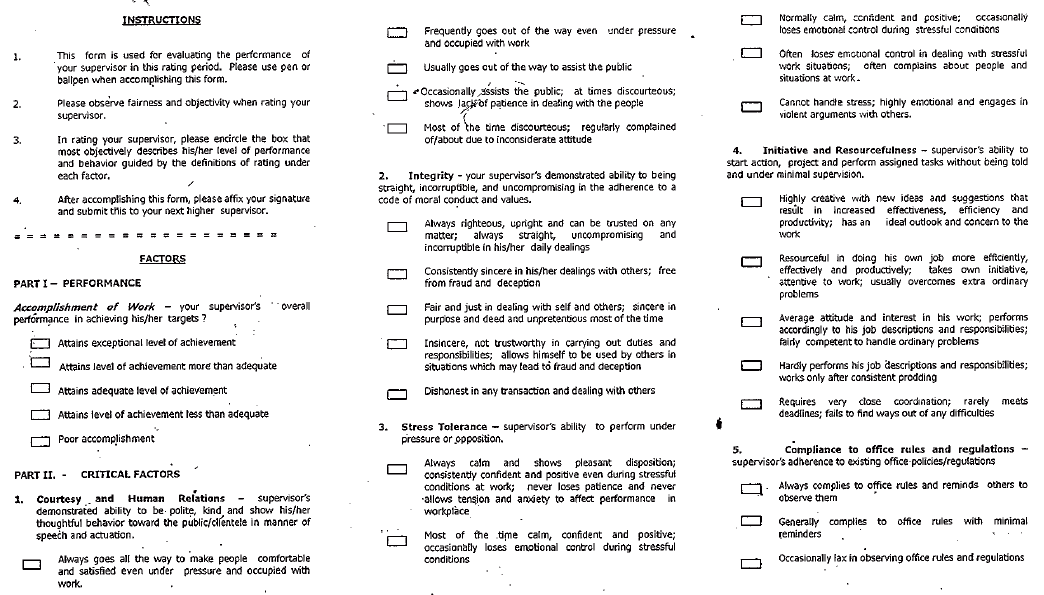 INSTRUCTIONS
1. This form is used for evaluating the performance of
your supervisor in this rating period. Please use pen or
ballpen when accomplishing this form.
2. Please observe fairness and objectivity when rating your
supervisor.
3. In rating your supervisor, please encircle the box that
most objectively describes his/her level of performance
and behavior guided by the definitions of rating under
each factor.
4. After accomplishing this form, please affix your signature
and submit this to your next higher supervisor.
= = = = = = = = = = = = = = = = = = = =
FACTORS
PART I – PERFORMANCE
Accomplishment of Work – your supervisor's overall
performance in achieving his/her targets ?
Attains exceptional level of achievement
Attains level of achievement more than adequate
Attains adequate level of achievement
Attains level of achievement less than adequate
Poor accomplishment
PART II. - CRITICAL FACTORS
1. Courtesy and Human Relations – supervisor's
demonstrated ability to be polite, kind and show his/her
thoughtful behavior toward the public/clientele in manner of
speech and actuation.
Always goes all the way to make people comfortable
and satisfied even under pressure and occupied with
work.
Frequently goes out of the way even under pressure
and occupied with work
Usually goes out of the way to assist the public
Occasionally assists the public; at times discourteous;
shows lack of patience in dealing with the people
Most of the time discourteous; regularly complained
of/about due to inconsiderate attitude
2. Integrity - your supervisor's demonstrated ability to being
straight, incorruptible, and uncompromising in the adherence to a
code of moral conduct and values.
Always righteous, upright and can be trusted on any
matter; always straight, uncompromising and
incorruptible in his/her daily dealings
Consistently sincere in his/her dealings with others; free
from fraud and deception
Fair and just in dealing with self and others; sincere in
purpose and deed and unpretentious most of the time
Insincere, not trustworthy in carrying out duties and
responsibilities; allows himself to be used by others in
situations which may lead to fraud and deception
Dishonest in any transaction and dealing with others
3. Stress Tolerance – supervisor's ability to perform under
pressure or opposition.
Always calm and shows pleasant disposition;
consistently confident and positive even during stressful
conditions at work; never loses patience and never
allows tension and anxiety to affect performance in
workplace
Most of the time calm, confident and positive;
occasionally loses emotional control during stressful
conditions
Normally calm, confident and positive; occasionally
loses emotional control during stressful conditions
Often loses emotional control in dealing with stressful
work situations; often complains about people and
situations at work.
Cannot handle stress; highly emotional and engages in
violent arguments with others.
4. Initiative and Resourcefulness – supervisor's ability to
start action, project and perform assigned tasks without being told
and under minimal supervision.
Highly creative with new ideas and suggestions that
result in increased effectiveness, efficiency and
productivity; has an ideal outlook and concern to the
work
Resourceful in doing his own job more efficiently,
effectively and productively; takes own initiative,
attentive to work; usually overcomes extra ordinary
problems
Average attitude and interest in his work; performs
accordingly to his job descriptions and responsibilities;
fairly competent to handle ordinary problems
Hardly performs his job descriptions and responsibilities;
works only after consistent prodding
Requires very close coordination; rarely meets
deadlines; fails to find ways out of any difficulties
5. Compliance to office rules and regulations –
supervisor's adherence to existing office policies/regulations
Always complies to office rules and reminds others to
observe them
Generally complies to office rules with minimal
reminders
Occasionally lax in observing office rules and regulations